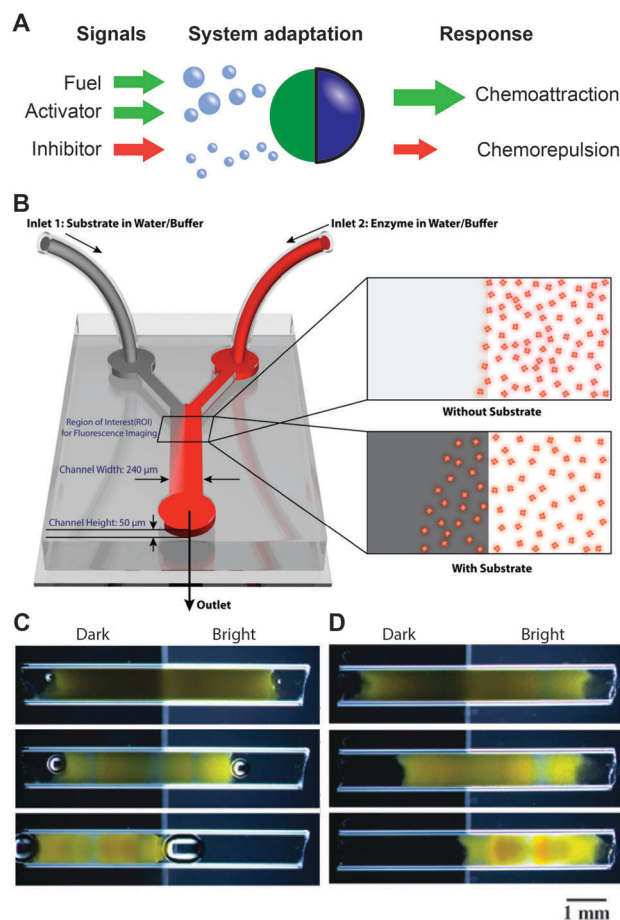 A
Signals System adaptation Response
Fuel
Activator
Inhibitor
Chemoattraction
Chemorepulsion
B
Inlet 1: Substrate in Water/Buffer
Inlet 2: Enzyme in Water/Buffer
Region of Interest(ROI)
for Fluorescence Imaging
Channel Width: 240 μm
Channel Height: 50 μm
Outlet
Without Substrate
With Substrate
C
Dark Bright
D
Dark Bright
1 mm